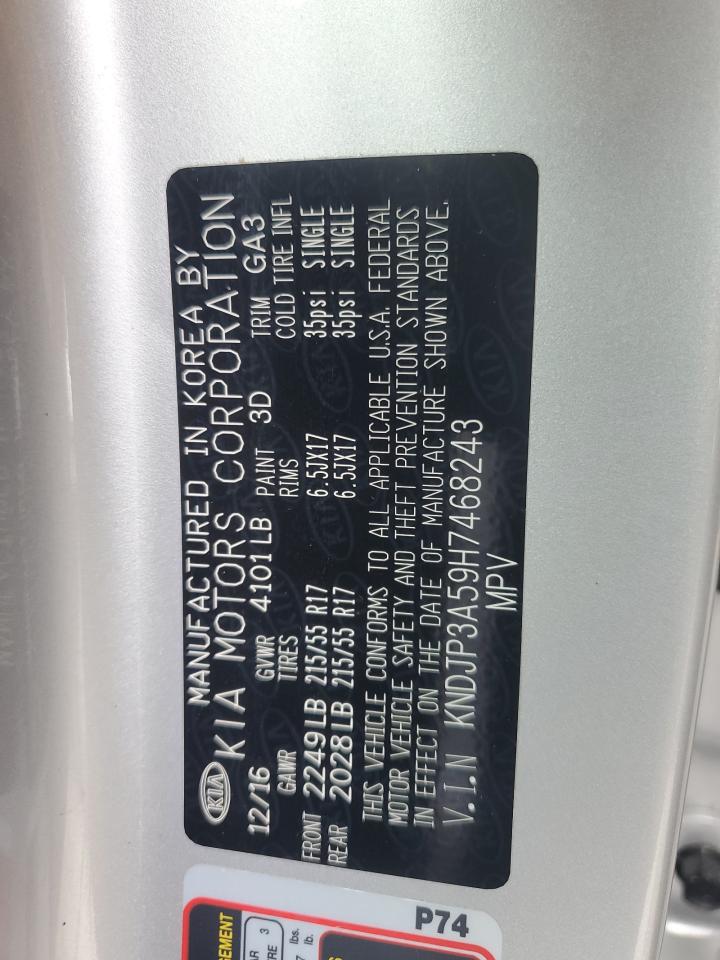 MANUFACTURED IN KOREA BY
KIA KIA MOTORS CORPORATION
12/16 GVWR 4101LB PAINT 3D TRIM GA3
GAWR TIRES RIMS COLD TIRE INFL
FRONT 2249LB 215/55 R17 6.5JX17 35psi SINGLE
REAR 2028LB 215/55 R17 6.5JX17 35psi SINGLE
THIS VEHICLE CONFORMS TO ALL APPLICABLE U.S.A. FEDERAL
MOTOR VEHICLE SAFETY AND THEFT PREVENTION STANDARDS
IN EFFECT ON THE DATE OF MANUFACTURE SHOWN ABOVE.
V.I.N KNDJP3A59H7468243
MPV
P74
3
lbs.
lb.